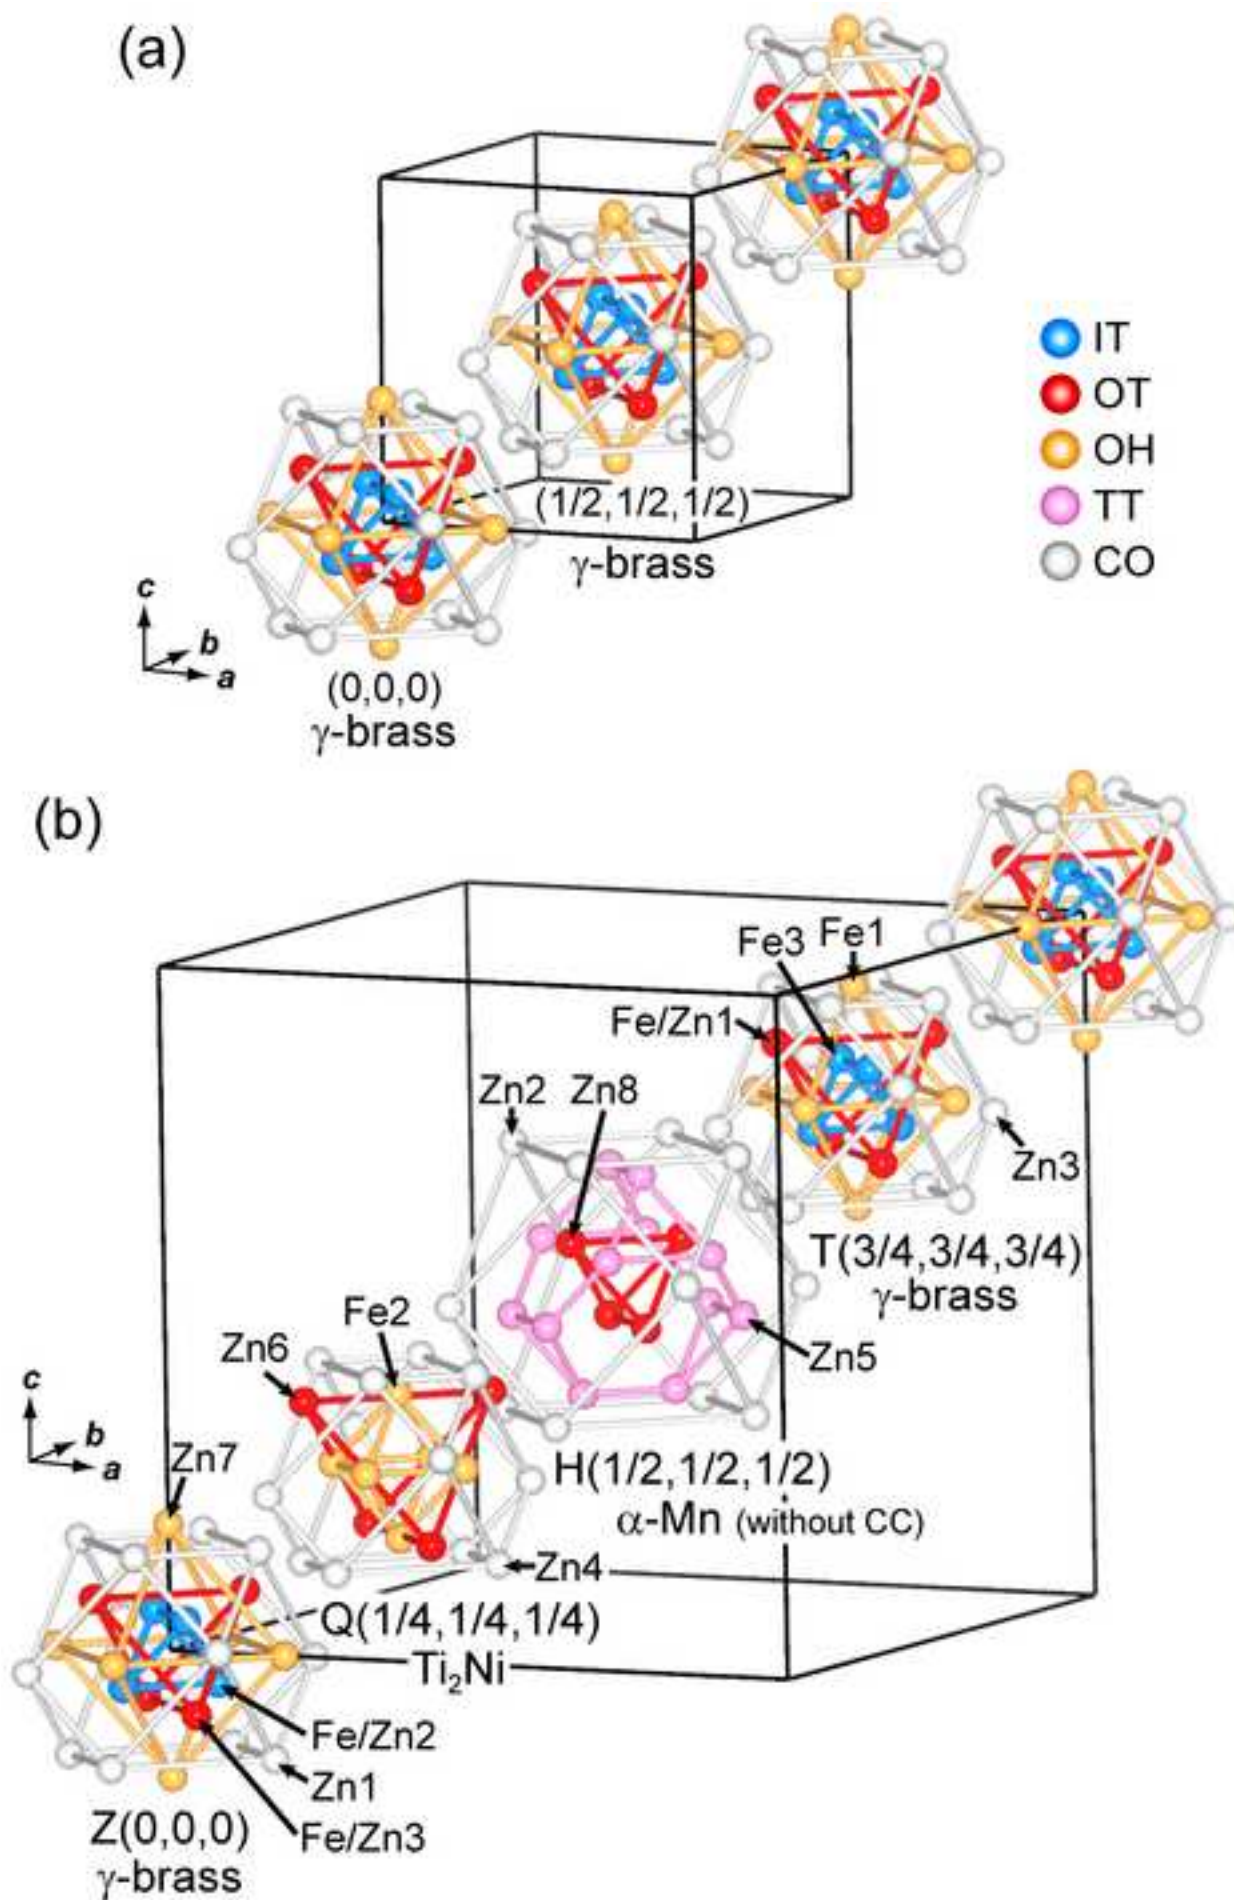 (a)
IT
OT
OH
TT
CO
(1/2,1/2,1/2)
γ-brass
c
b
a
(0,0,0)
γ-brass
(b)
Fe3 Fe1
Fe/Zn1
Zn2 Zn8
Zn3
T(3/4,3/4,3/4)
γ-brass
Fe2
Zn6
Zn5
c
b
a
Zn7
H(1/2,1/2,1/2)
α-Mn (without CC)
Zn4
Q(1/4,1/4,1/4)
Ti₂Ni
Fe/Zn2
Zn1
Fe/Zn3
Z(0,0,0)
γ-brass